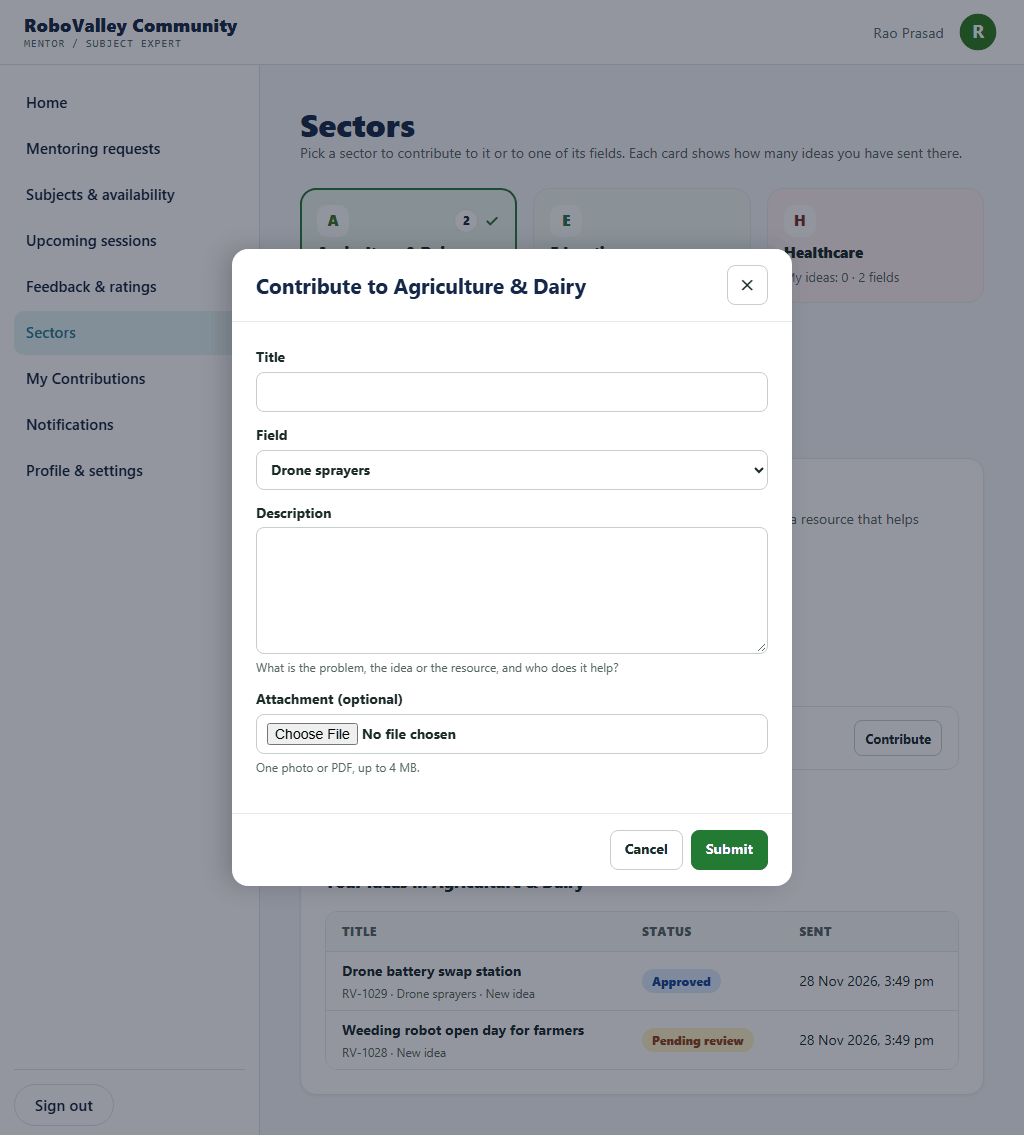 RoboValley Community
MENTOR / SUBJECT EXPERT
Rao Prasad
R
Home
Mentoring requests
Subjects & availability
Upcoming sessions
Feedback & ratings
Sectors
My Contributions
Notifications
Profile & settings
Sign out
Sectors
Pick a sector to contribute to it or to one of its fields. Each card shows how many ideas you have sent there.
A
2
E
H
Healthcare
My ideas: 0 · 2 fields
Contribute to Agriculture & Dairy
Title
Field
Drone sprayers
Description
What is the problem, the idea or the resource, and who does it help?
Attachment (optional)
Choose File No file chosen
One photo or PDF, up to 4 MB.
Cancel
Submit
a resource that helps
Contribute
Your ideas in Agriculture & Dairy
TITLE STATUS SENT
Drone battery swap station
RV-1029 · Drone sprayers · New idea
Approved
28 Nov 2026, 3:49 pm
Weeding robot open day for farmers
RV-1028 · New idea
Pending review
28 Nov 2026, 3:49 pm